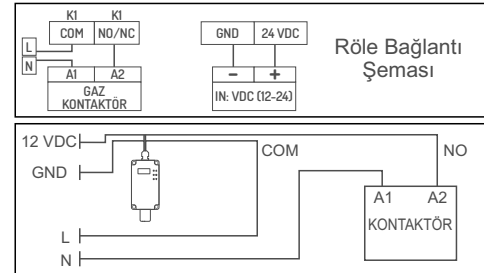 K1 K1
COM NO/NC
L
N
A1 A2
GAZ
KONTAKTÖR
GND 24 VDC
− +
IN: VDC (12-24)
Röle Bağlantı
Şeması
12 VDC
COM NO
GND
A1 A2
KONTAKTÖR
L
N